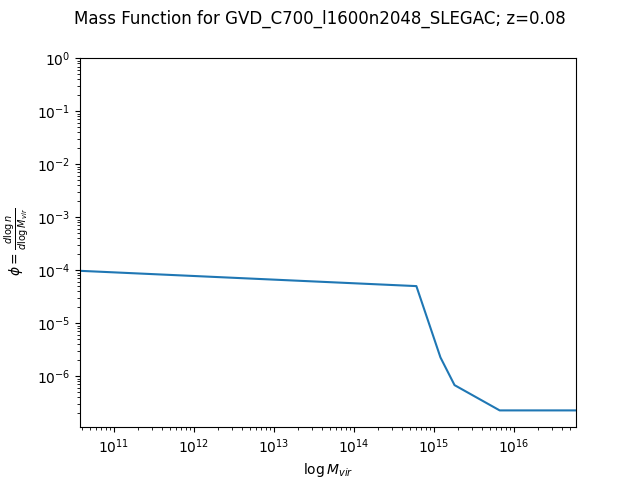 Mass Function for GVD_C700_l1600n2048_SLEGAC; z=0.08
10^0
10^-1
10^-2
10^-3
10^-4
10^-5
10^-6
ϕ = d log n / d log M_vir
10^11 10^12 10^13 10^14 10^15 10^16
log M_vir